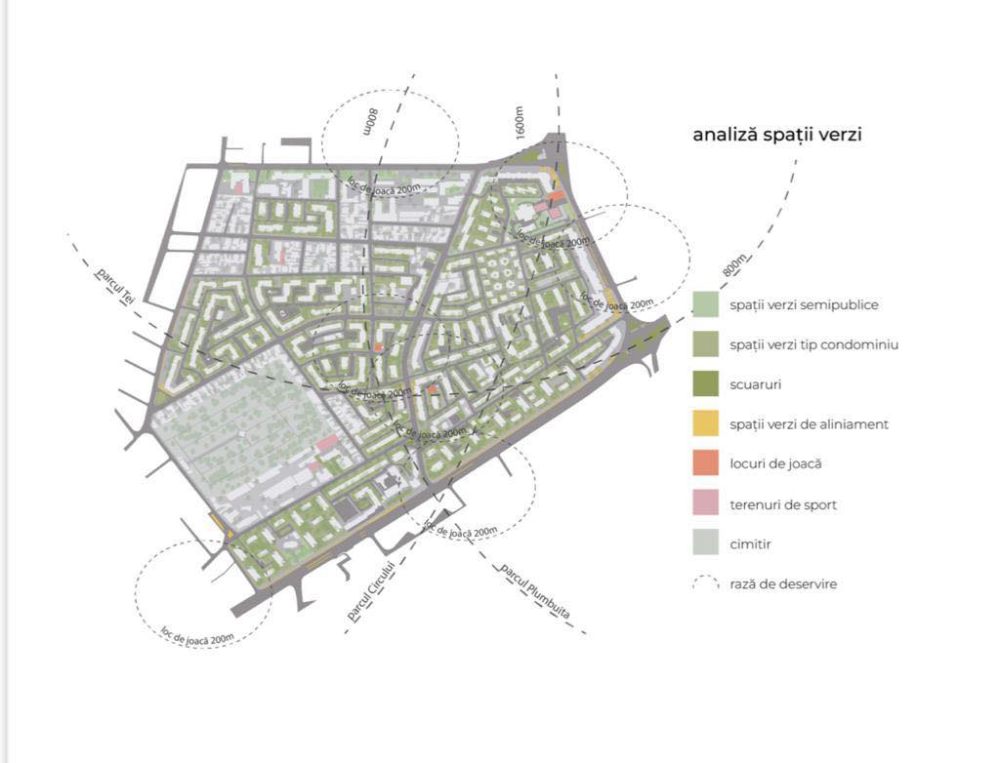 analiză spații verzi
800m
1600m
loc de joacă 200m
loc de joacă 200m
loc de joacă 200m
800m
parcul Tei
spații verzi semipublice
spații verzi tip condominiu
scuaruri
spații verzi de aliniament
locuri de joacă
terenuri de sport
cimitir
rază de deservire
loc de joacă 200m
loc de joacă 200m
loc de joacă 200m
parcul Circului
parcul Plumbuita
loc de joacă 200m